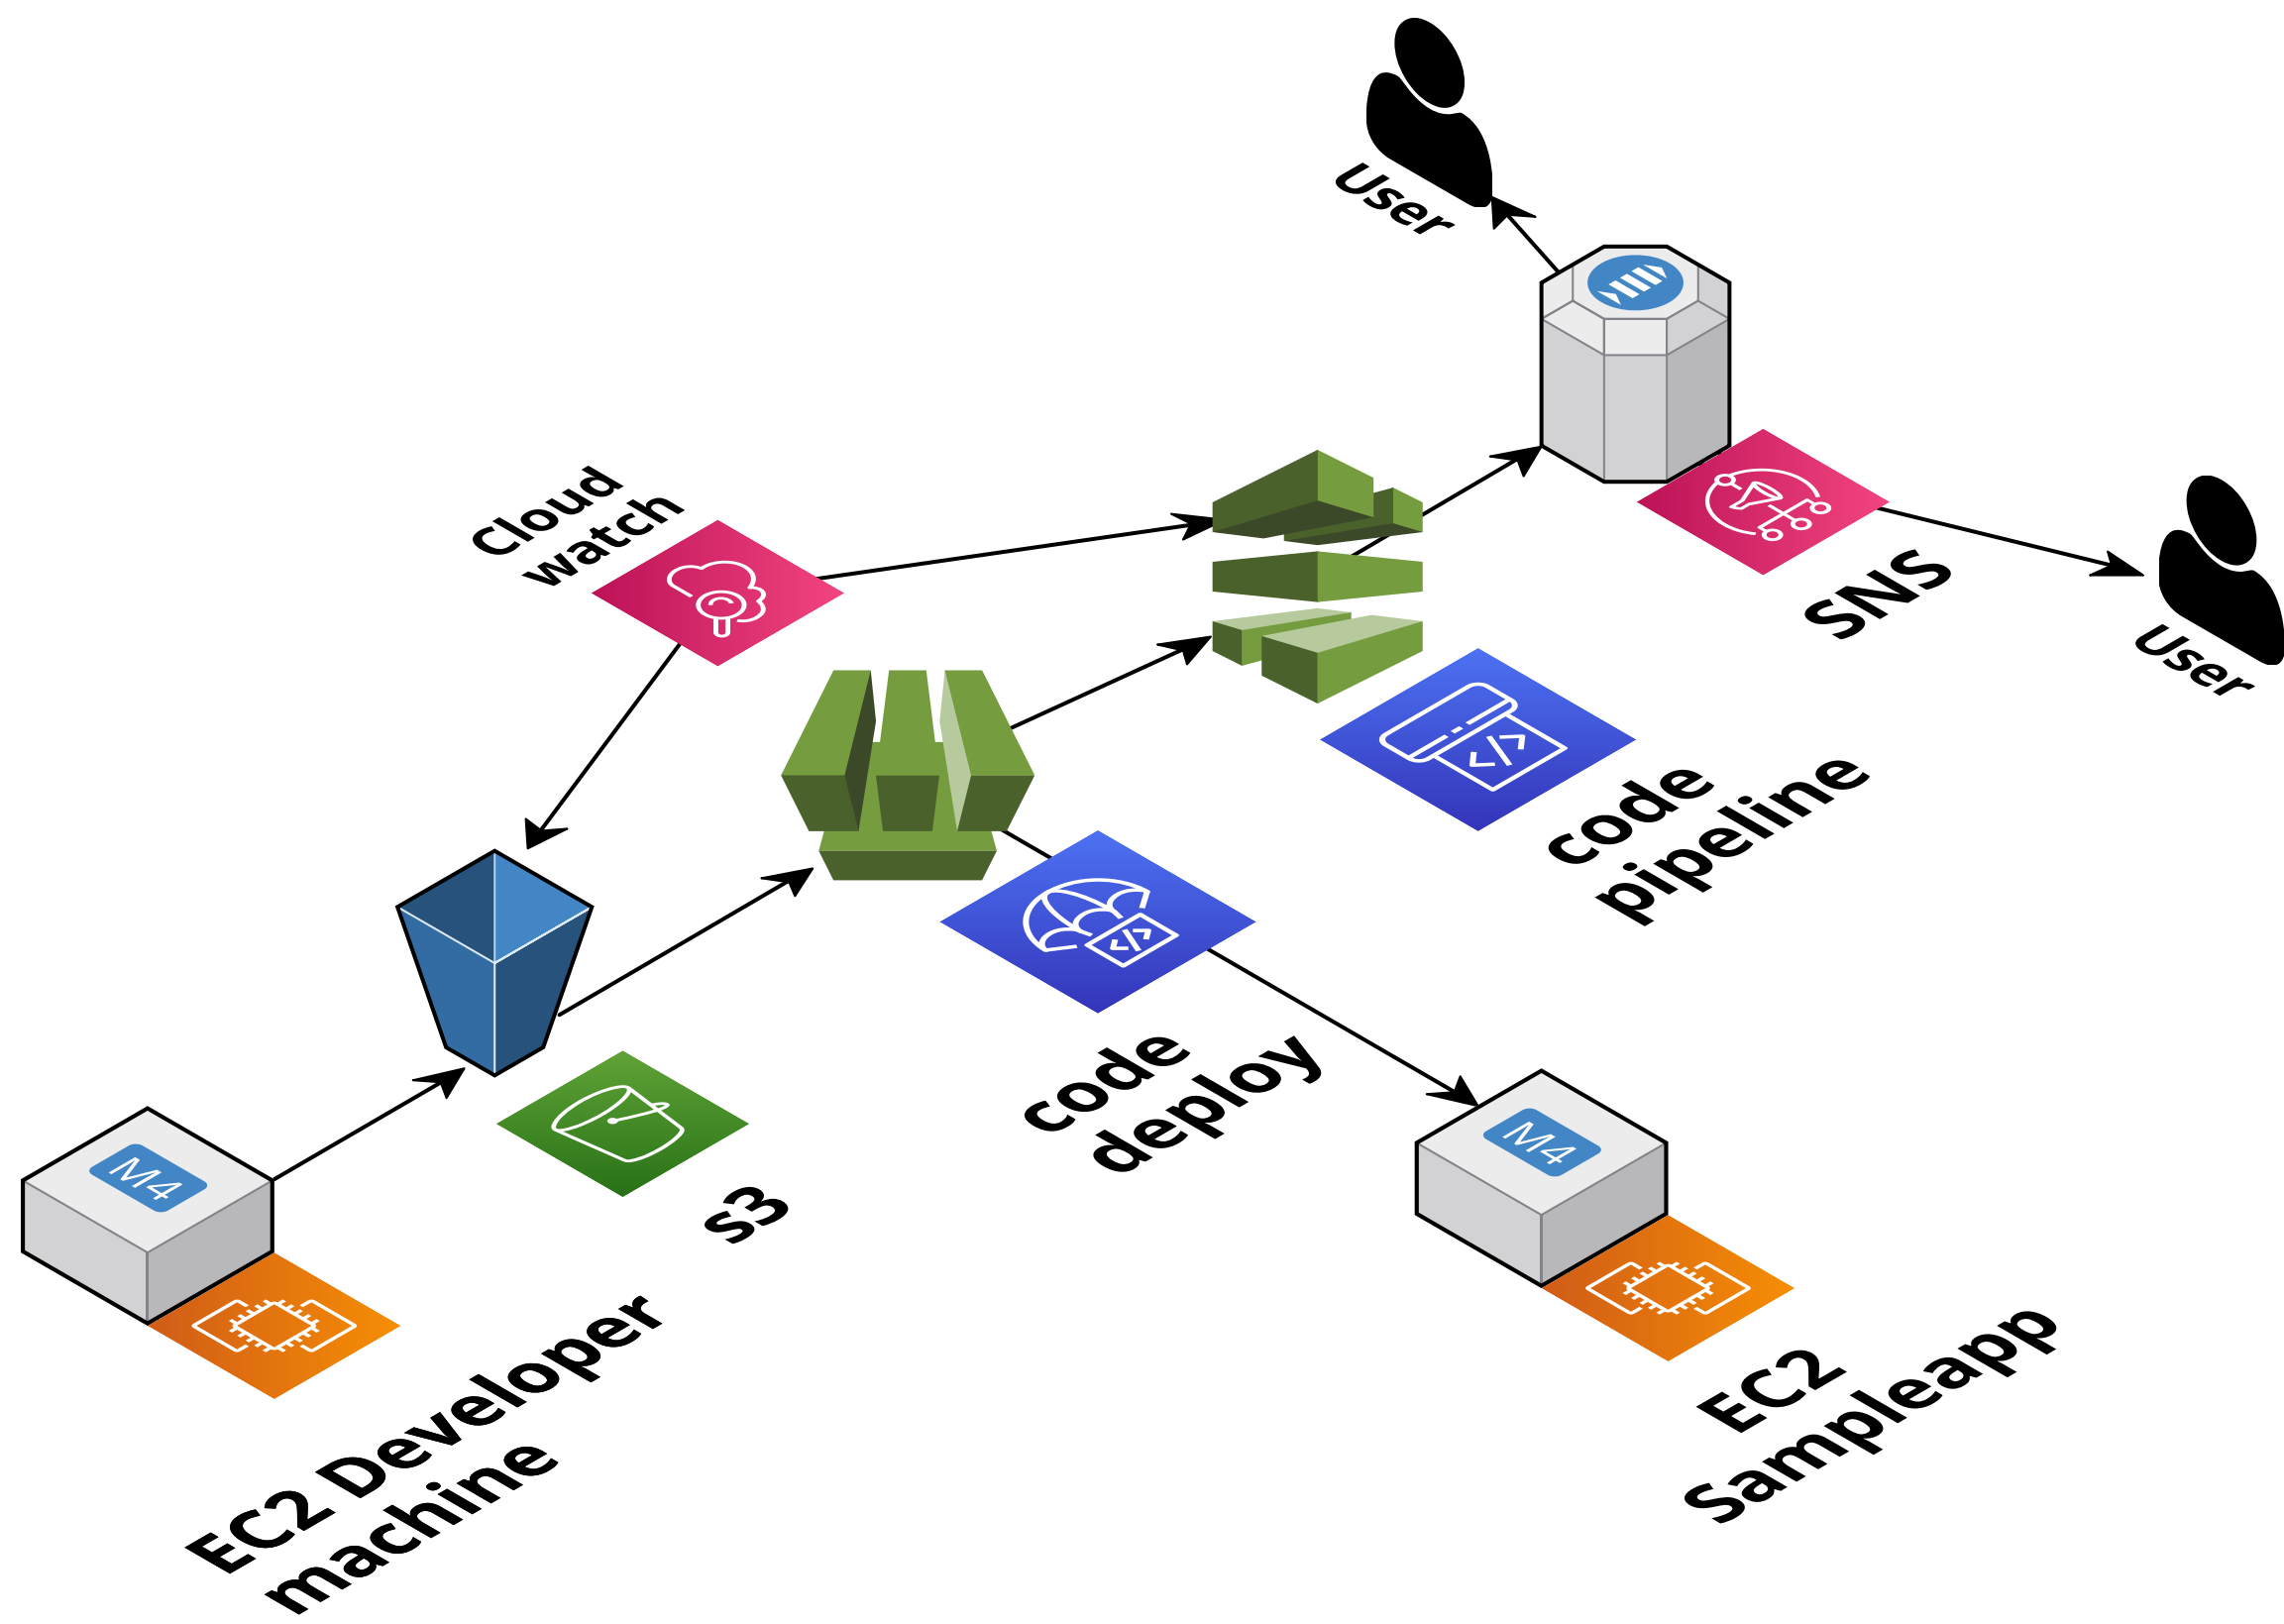 User
Cloud
watch
SNS
User
code
pipeline
code
deploy
s3
M4
M4
EC2 Developer
machine
EC2
Sampleapp